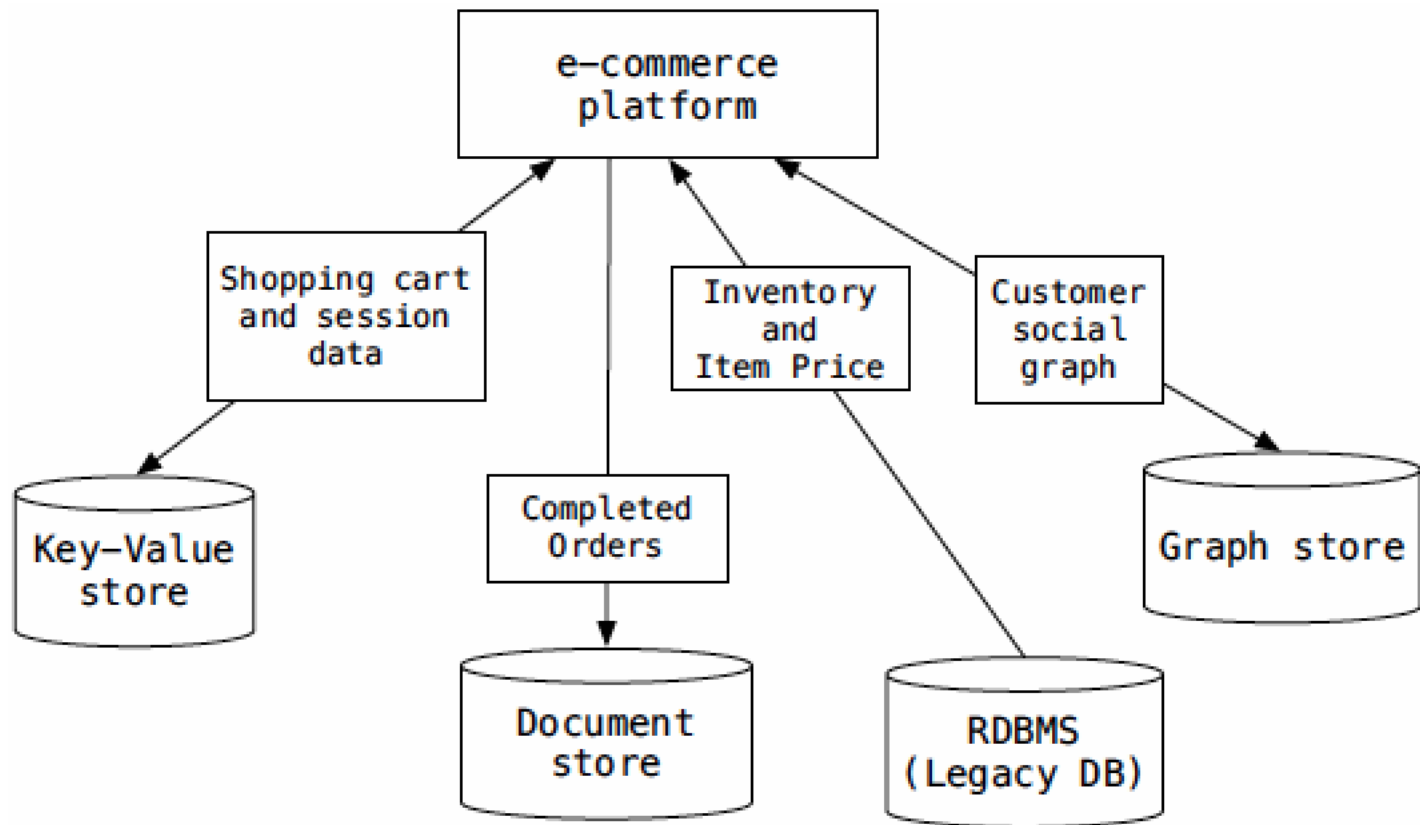 e-commerce
platform
Shopping cart
and session
data
Inventory
and
Item Price
Customer
social
graph
Completed
Orders
Key-Value
store
Graph store
Document
store
RDBMS
(Legacy DB)